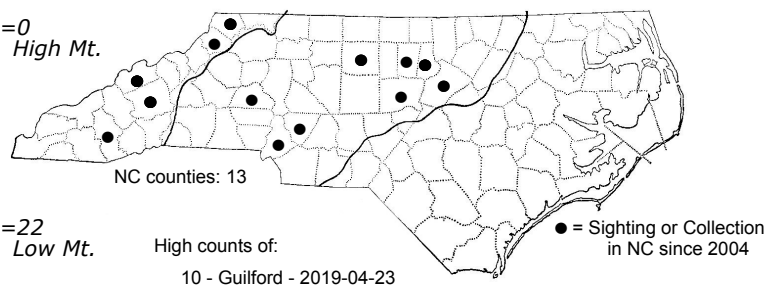 =0
High Mt.
NC counties: 13
=22
Low Mt.
High counts of:
10 - Guilford - 2019-04-23
● = Sighting or Collection
in NC since 2004